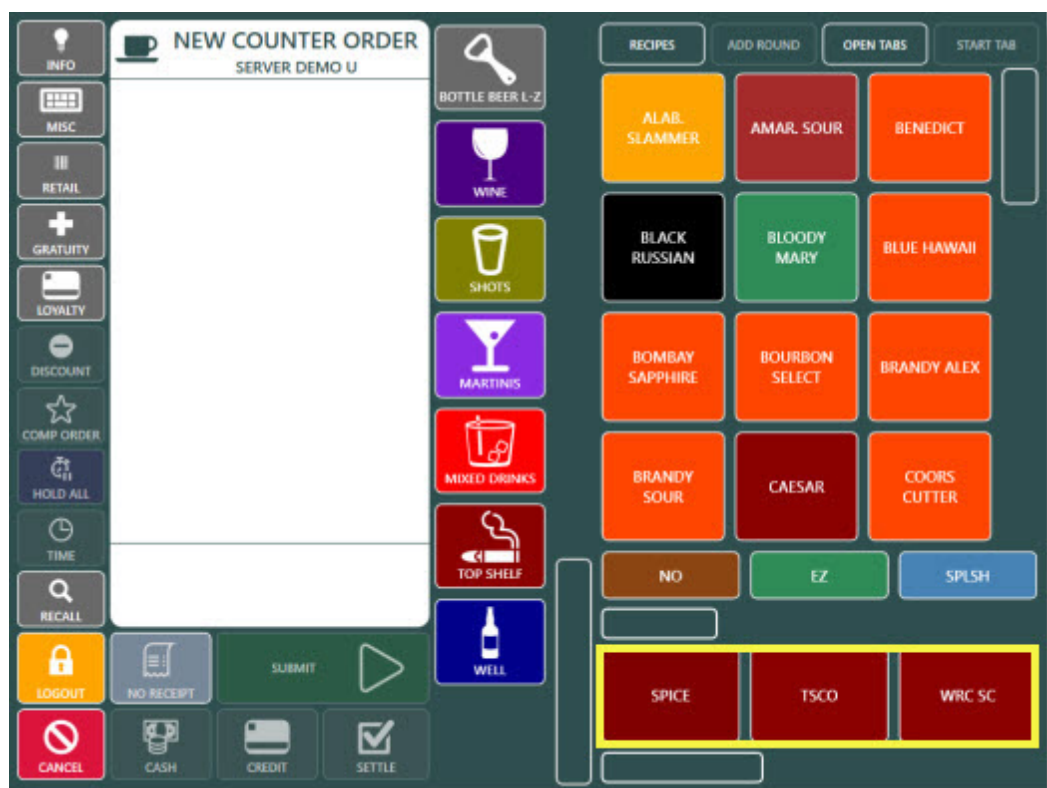 INFO
MISC
RETAIL
GRATUITY
LOYALTY
DISCOUNT
COMP ORDER
HOLD ALL
TIME
RECALL
LOGOUT
CANCEL
NEW COUNTER ORDER
SERVER DEMO U
NO RECEIPT
SUBMIT
CASH
CREDIT
SETTLE
BOTTLE BEER L-Z
WINE
SHOTS
MARTINIS
MIXED DRINKS
TOP SHELF
WELL
RECIPES
ADD ROUND
OPEN TABS
START TAB
ALAB.
SLAMMER
AMAR. SOUR
BENEDICT
BLACK
RUSSIAN
BLOODY
MARY
BLUE HAWAII
BOMBAY
SAPPHIRE
BOURBON
SELECT
BRANDY ALEX
BRANDY
SOUR
CAESAR
COORS
CUTTER
NO
EZ
SPLSH
SPICE
TSCO
WRC SC